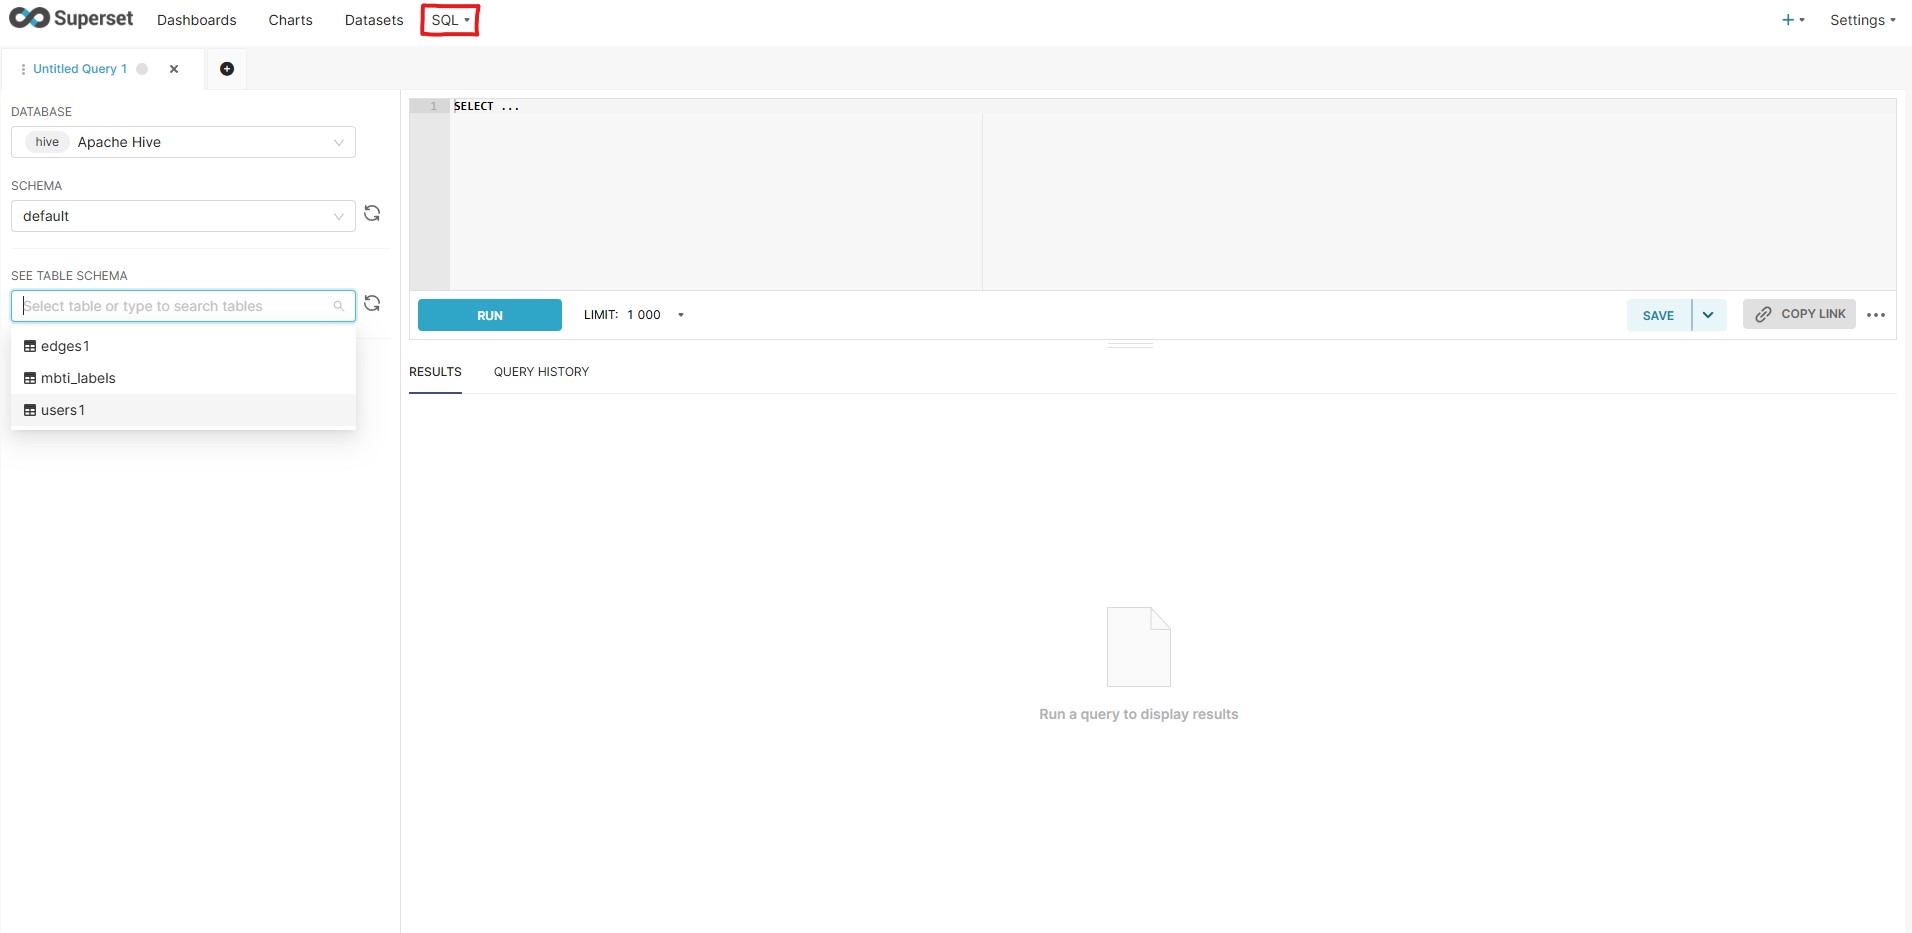 Superset Dashboards Charts Datasets SQL + Settings
Untitled Query 1
DATABASE
hive Apache Hive
SCHEMA
default
SEE TABLE SCHEMA
Select table or type to search tables
edges1
mbti_labels
users1
1 SELECT ...
RUN LIMIT: 1 000 SAVE COPY LINK
RESULTS QUERY HISTORY
Run a query to display results